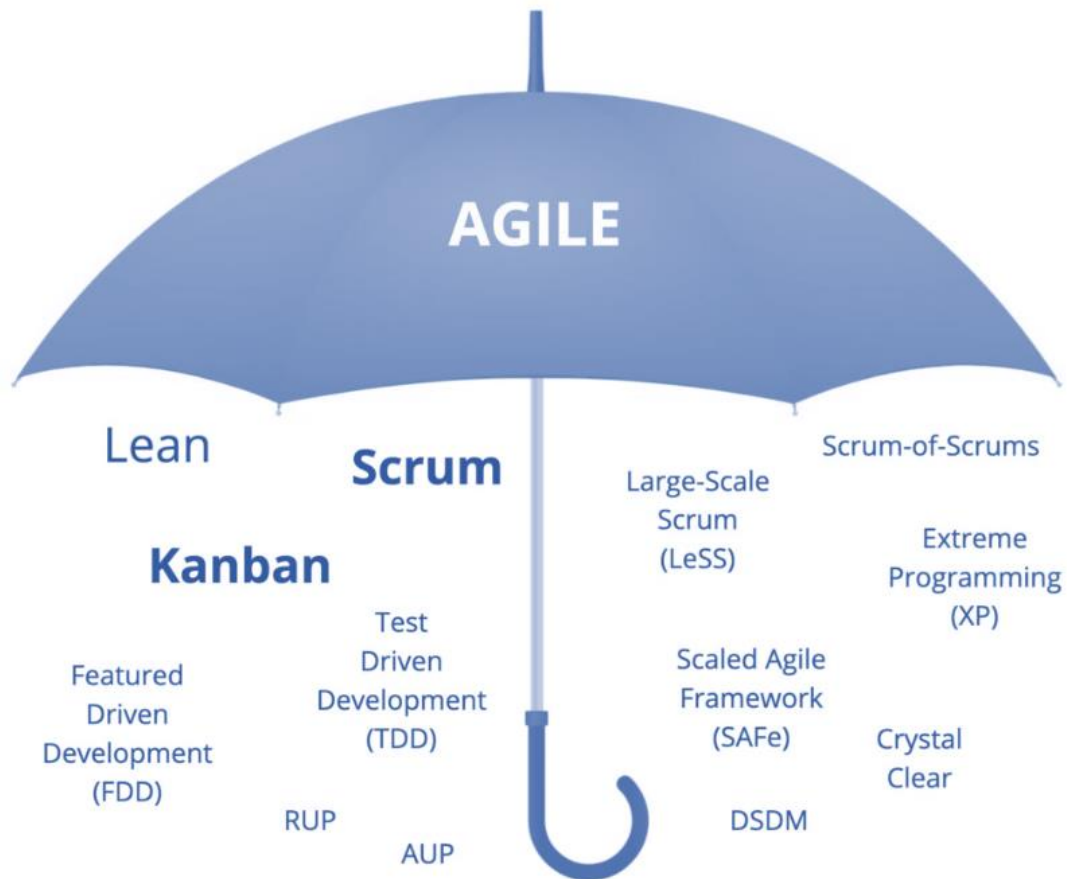 AGILE
Lean
Scrum
Kanban
Test
Driven
Development
(TDD)
Featured
Driven
Development
(FDD)
RUP
AUP
Scrum-of-Scrums
Large-Scale
Scrum
(LeSS)
Extreme
Programming
(XP)
Scaled Agile
Framework
(SAFe)
Crystal
Clear
DSDM